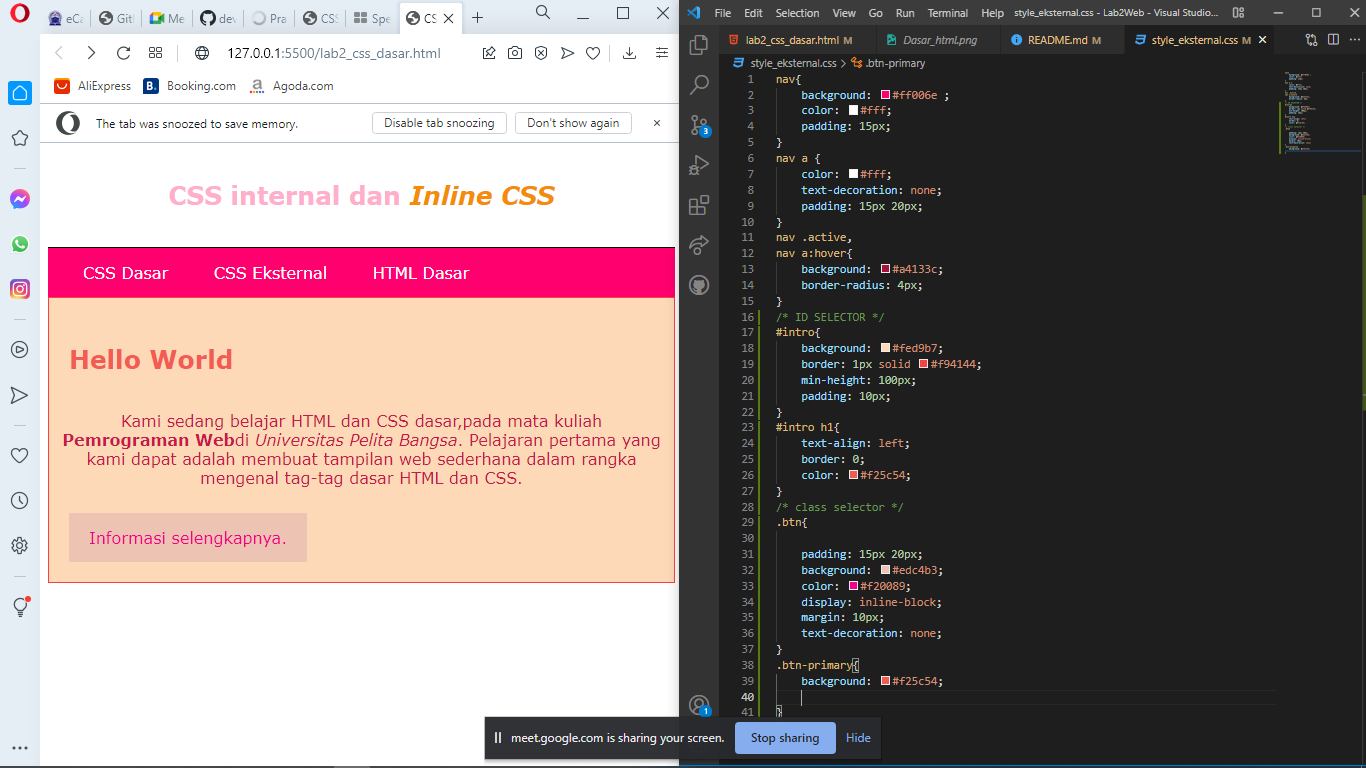 eCa
Git
Me
dev
Pra
CSS
Spe
CS
127.0.0.1:5500/lab2_css_dasar.html
AliExpress
Booking.com
Agoda.com
The tab was snoozed to save memory.
Disable tab snoozing
Don't show again
CSS internal dan Inline CSS
CSS Dasar
CSS Eksternal
HTML Dasar
Hello World
Kami sedang belajar HTML dan CSS dasar,pada mata kuliah
Pemrograman Webdi Universitas Pelita Bangsa. Pelajaran pertama yang
kami dapat adalah membuat tampilan web sederhana dalam rangka
mengenal tag-tag dasar HTML dan CSS.
Informasi selengkapnya.
File Edit Selection View Go Run Terminal Help style_eksternal.css - Lab2Web - Visual Studio...
lab2_css_dasar.html M
Dasar_html.png
README.md M
style_eksternal.css M
style_eksternal.css > .btn-primary
3
1 nav{
2 background: #ff006e ;
3 color: #fff;
4 padding: 15px;
5 }
6 nav a {
7 color: #fff;
8 text-decoration: none;
9 padding: 15px 20px;
10 }
11 nav .active,
12 nav a:hover{
13 background: #a4133c;
14 border-radius: 4px;
15 }
16 /* ID SELECTOR */
17 #intro{
18 background: #fed9b7;
19 border: 1px solid #f94144;
20 min-height: 100px;
21 padding: 10px;
22 }
23 #intro h1{
24 text-align: left;
25 border: 0;
26 color: #f25c54;
27 }
28 /* class selector */
29 .btn{
30
31 padding: 15px 20px;
32 background: #edc4b3;
33 color: #f20089;
34 display: inline-block;
35 margin: 10px;
36 text-decoration: none;
37 }
38 .btn-primary{
39 background: #f25c54;
40
41 }
1
meet.google.com is sharing your screen.
Stop sharing
Hide